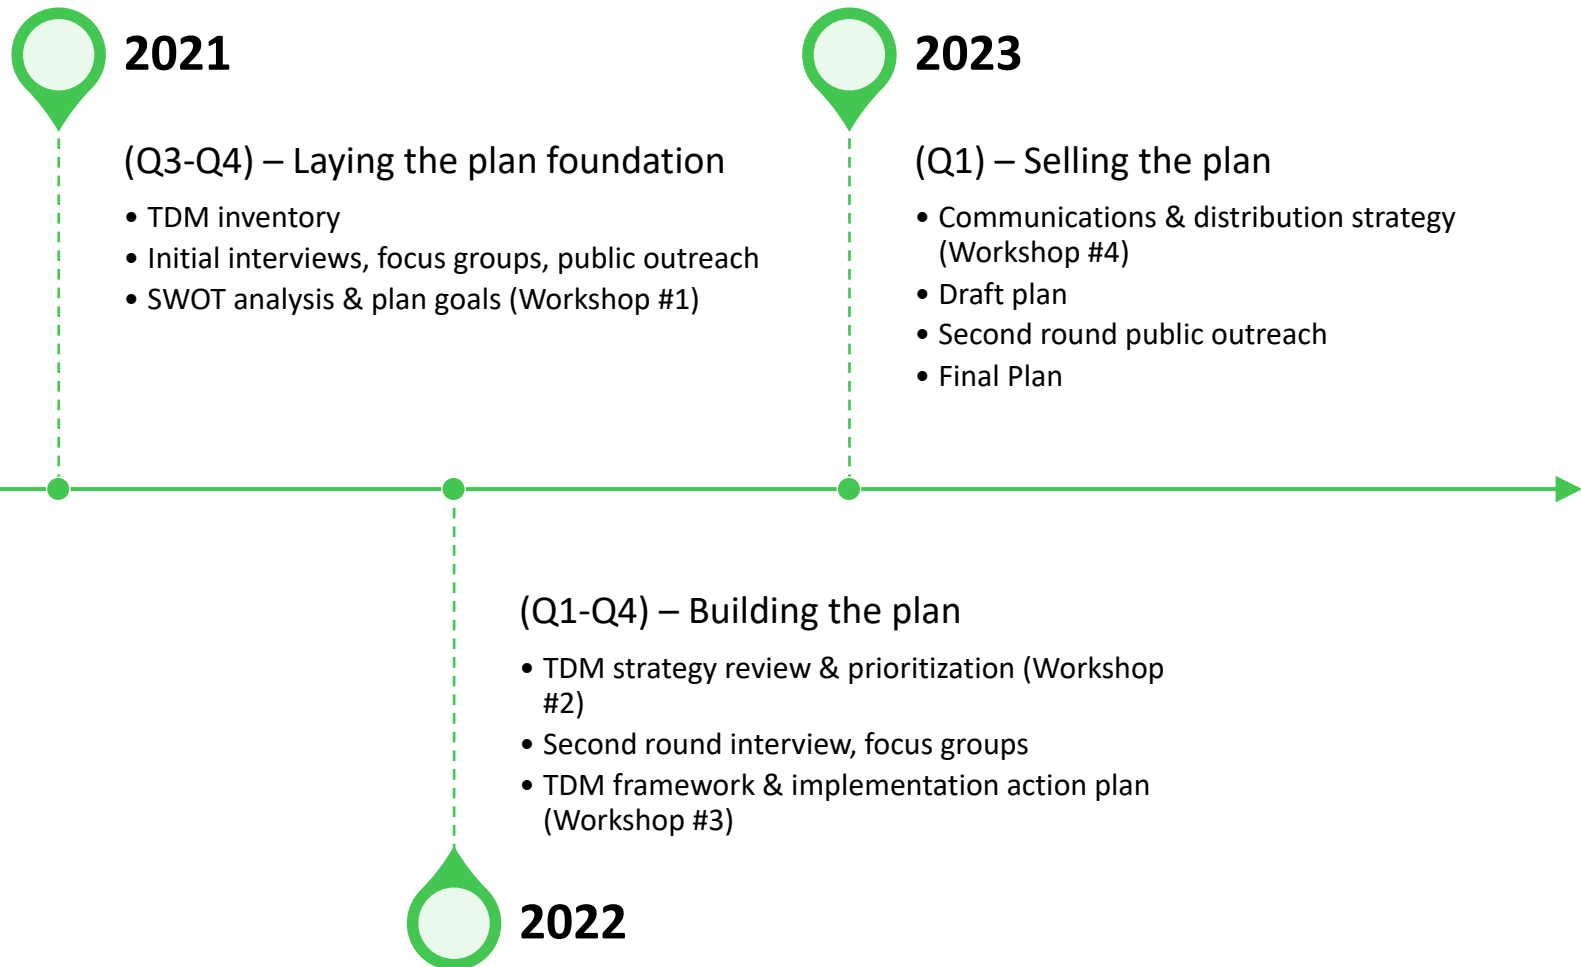 2021
(Q3-Q4) – Laying the plan foundation
• TDM inventory
• Initial interviews, focus groups, public outreach
• SWOT analysis & plan goals (Workshop #1)
2023
(Q1) – Selling the plan
• Communications & distribution strategy
(Workshop #4)
• Draft plan
• Second round public outreach
• Final Plan
(Q1-Q4) – Building the plan
• TDM strategy review & prioritization (Workshop
#2)
• Second round interview, focus groups
• TDM framework & implementation action plan
(Workshop #3)
2022